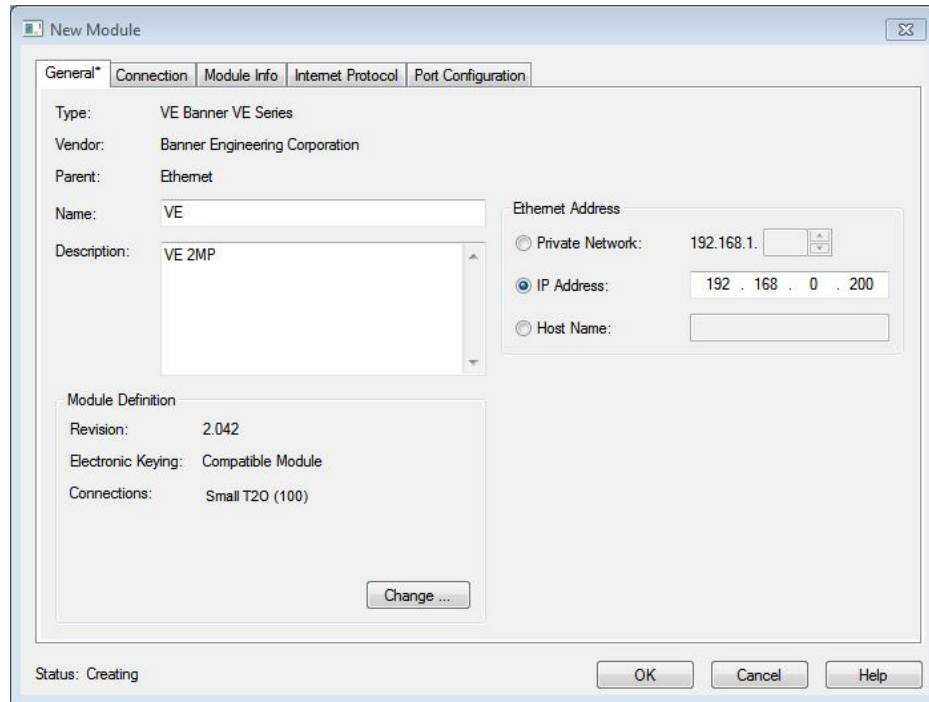 New Module
General* Connection Module Info Internet Protocol Port Configuration
Type: VE Banner VE Series
Vendor: Banner Engineering Corporation
Parent: Ethernet
Name: VE
Description: VE 2MP
Ethernet Address
Private Network: 192.168.1.
IP Address: 192 . 168 . 0 . 200
Host Name:
Module Definition
Revision: 2.042
Electronic Keying: Compatible Module
Connections: Small T2O (100)
Change ...
Status: Creating
OK Cancel Help